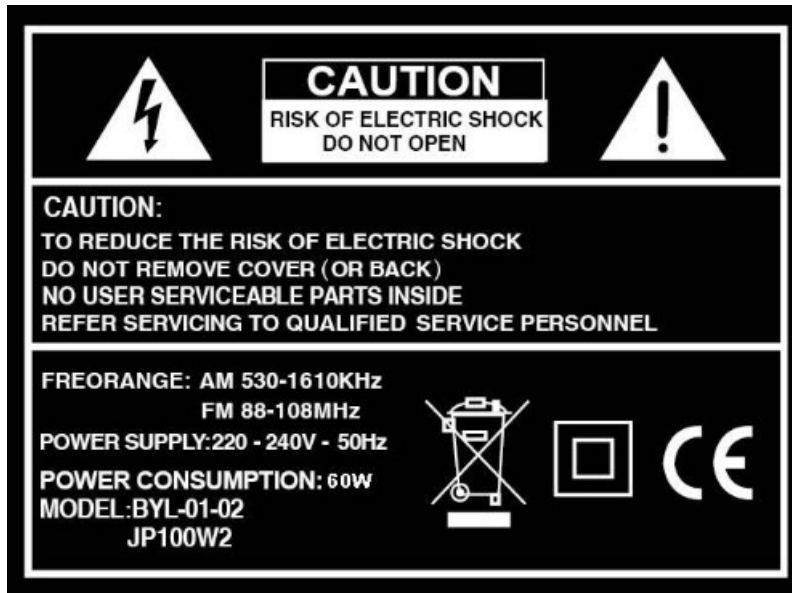 CAUTION
RISK OF ELECTRIC SHOCK
DO NOT OPEN
CAUTION:
TO REDUCE THE RISK OF ELECTRIC SHOCK
DO NOT REMOVE COVER (OR BACK)
NO USER SERVICEABLE PARTS INSIDE
REFER SERVICING TO QUALIFIED SERVICE PERSONNEL
FREORANGE: AM 530-1610KHz
FM 88-108MHz
POWER SUPPLY:220 - 240V - 50Hz
POWER CONSUMPTION: 60W
MODEL:BYL-01-02
JP100W2
CE